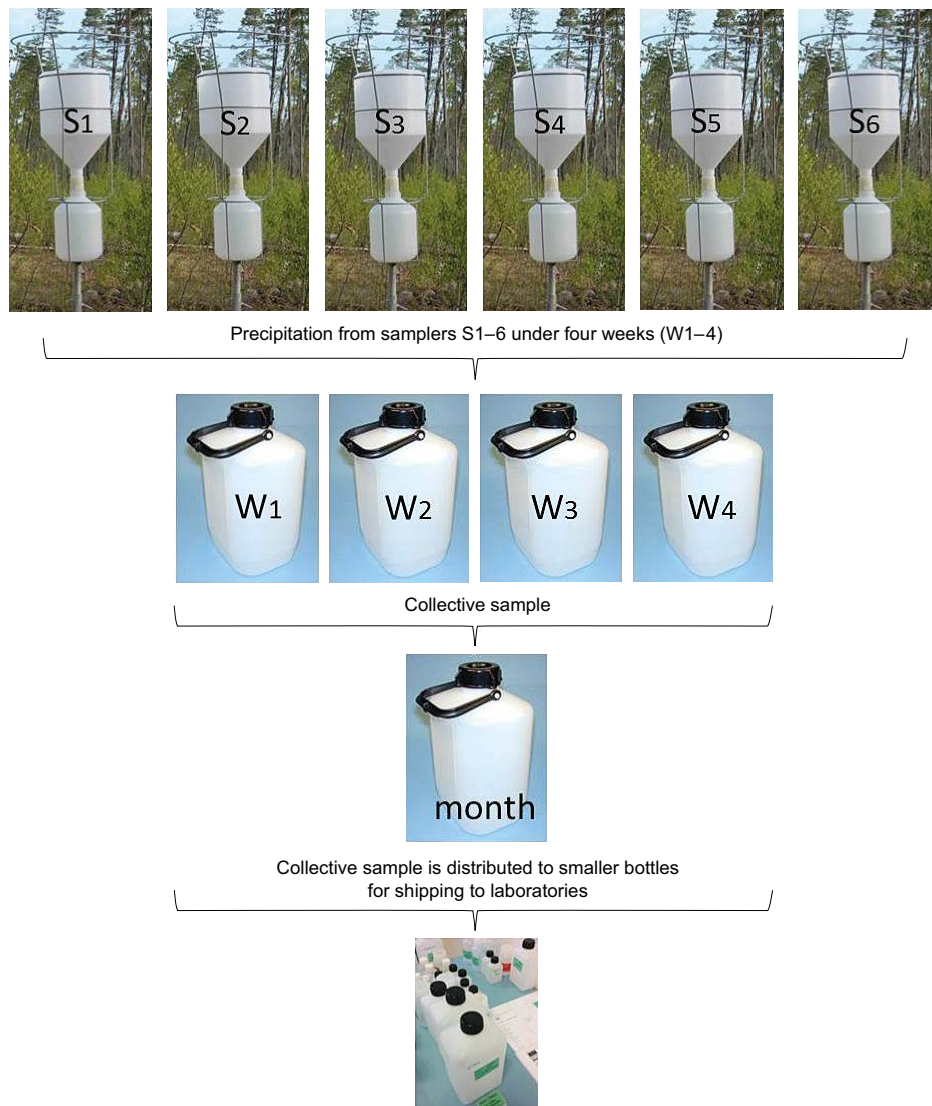 S1
S2
S3
S4
S5
S6
Precipitation from samplers S1–6 under four weeks (W1–4)
W1
W2
W3
W4
Collective sample
month
Collective sample is distributed to smaller bottles
for shipping to laboratories